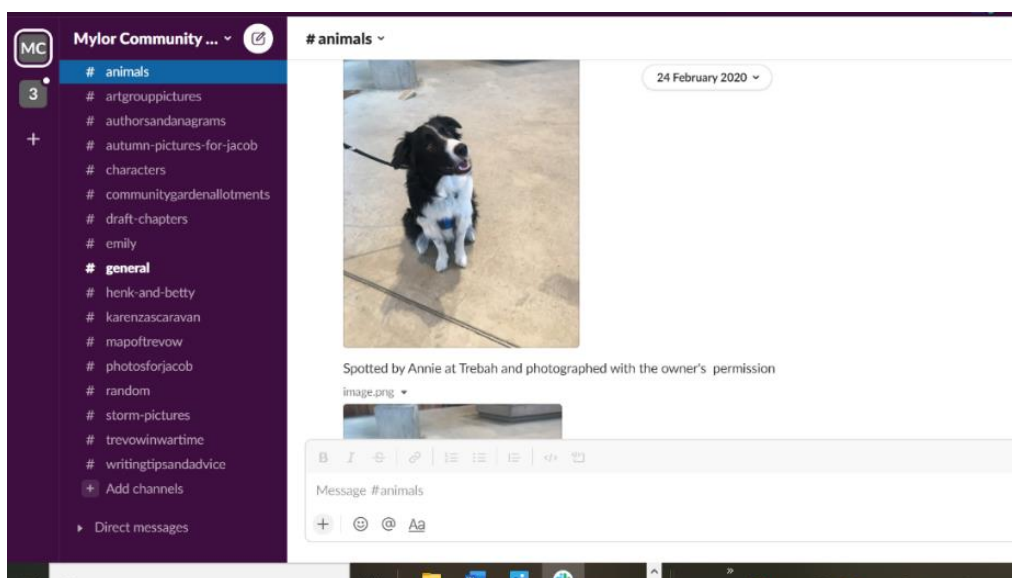 MC
3
+
Mylor Community ...
# animals
# artgrouppictures
# authorsandanagrams
# autumn-pictures-for-jacob
# characters
# communitygardenallotments
# draft-chapters
# emily
# general
# henk-and-betty
# karenzascaravan
# mapoftrevow
# photosforjacob
# random
# storm-pictures
# trevowinwartime
# writingtipsandadvice
+ Add channels
Direct messages
# animals
24 February 2020
Spotted by Annie at Trebah and photographed with the owner's permission
image.png
B I S
Message #animals
+ @ Aa